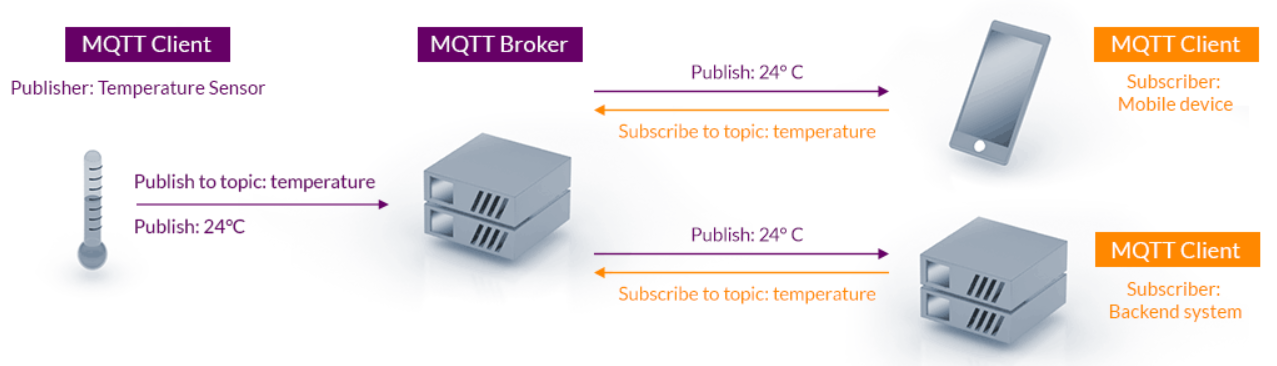 MQTT Client
Publisher: Temperature Sensor
Publish to topic: temperature
Publish: 24°C
MQTT Broker
Publish: 24° C
Subscribe to topic: temperature
MQTT Client
Subscriber:
Mobile device
Publish: 24° C
Subscribe to topic: temperature
MQTT Client
Subscriber:
Backend system